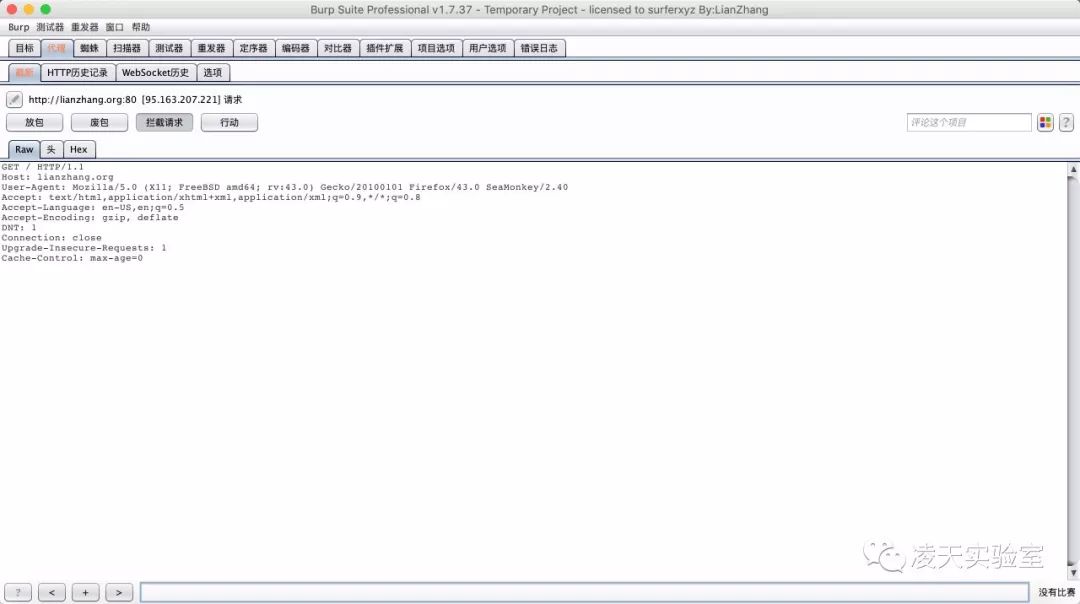 Burp Suite Professional v1.7.37 - Temporary Project - licensed to surferxyz By:LianZhang
Burp 测试器 重发器 窗口 帮助
目标 代理 蜘蛛 扫描器 测试器 重发器 定序器 编码器 对比器 插件扩展 项目选项 用户选项 错误日志
截断 HTTP历史记录 WebSocket历史 选项
http://lianzhang.org:80 [95.163.207.221] 请求
放包 废包 拦截请求 行动 评论这个项目 ?
Raw 头 Hex
GET / HTTP/1.1
Host: lianzhang.org
User-Agent: Mozilla/5.0 (X11; FreeBSD amd64; rv:43.0) Gecko/20100101 Firefox/43.0 SeaMonkey/2.40
Accept: text/html,application/xhtml+xml,application/xml;q=0.9,*/*;q=0.8
Accept-Language: en-US,en;q=0.5
Accept-Encoding: gzip, deflate
DNT: 1
Connection: close
Upgrade-Insecure-Requests: 1
Cache-Control: max-age=0
凌天实验室
? < + > 没有比赛